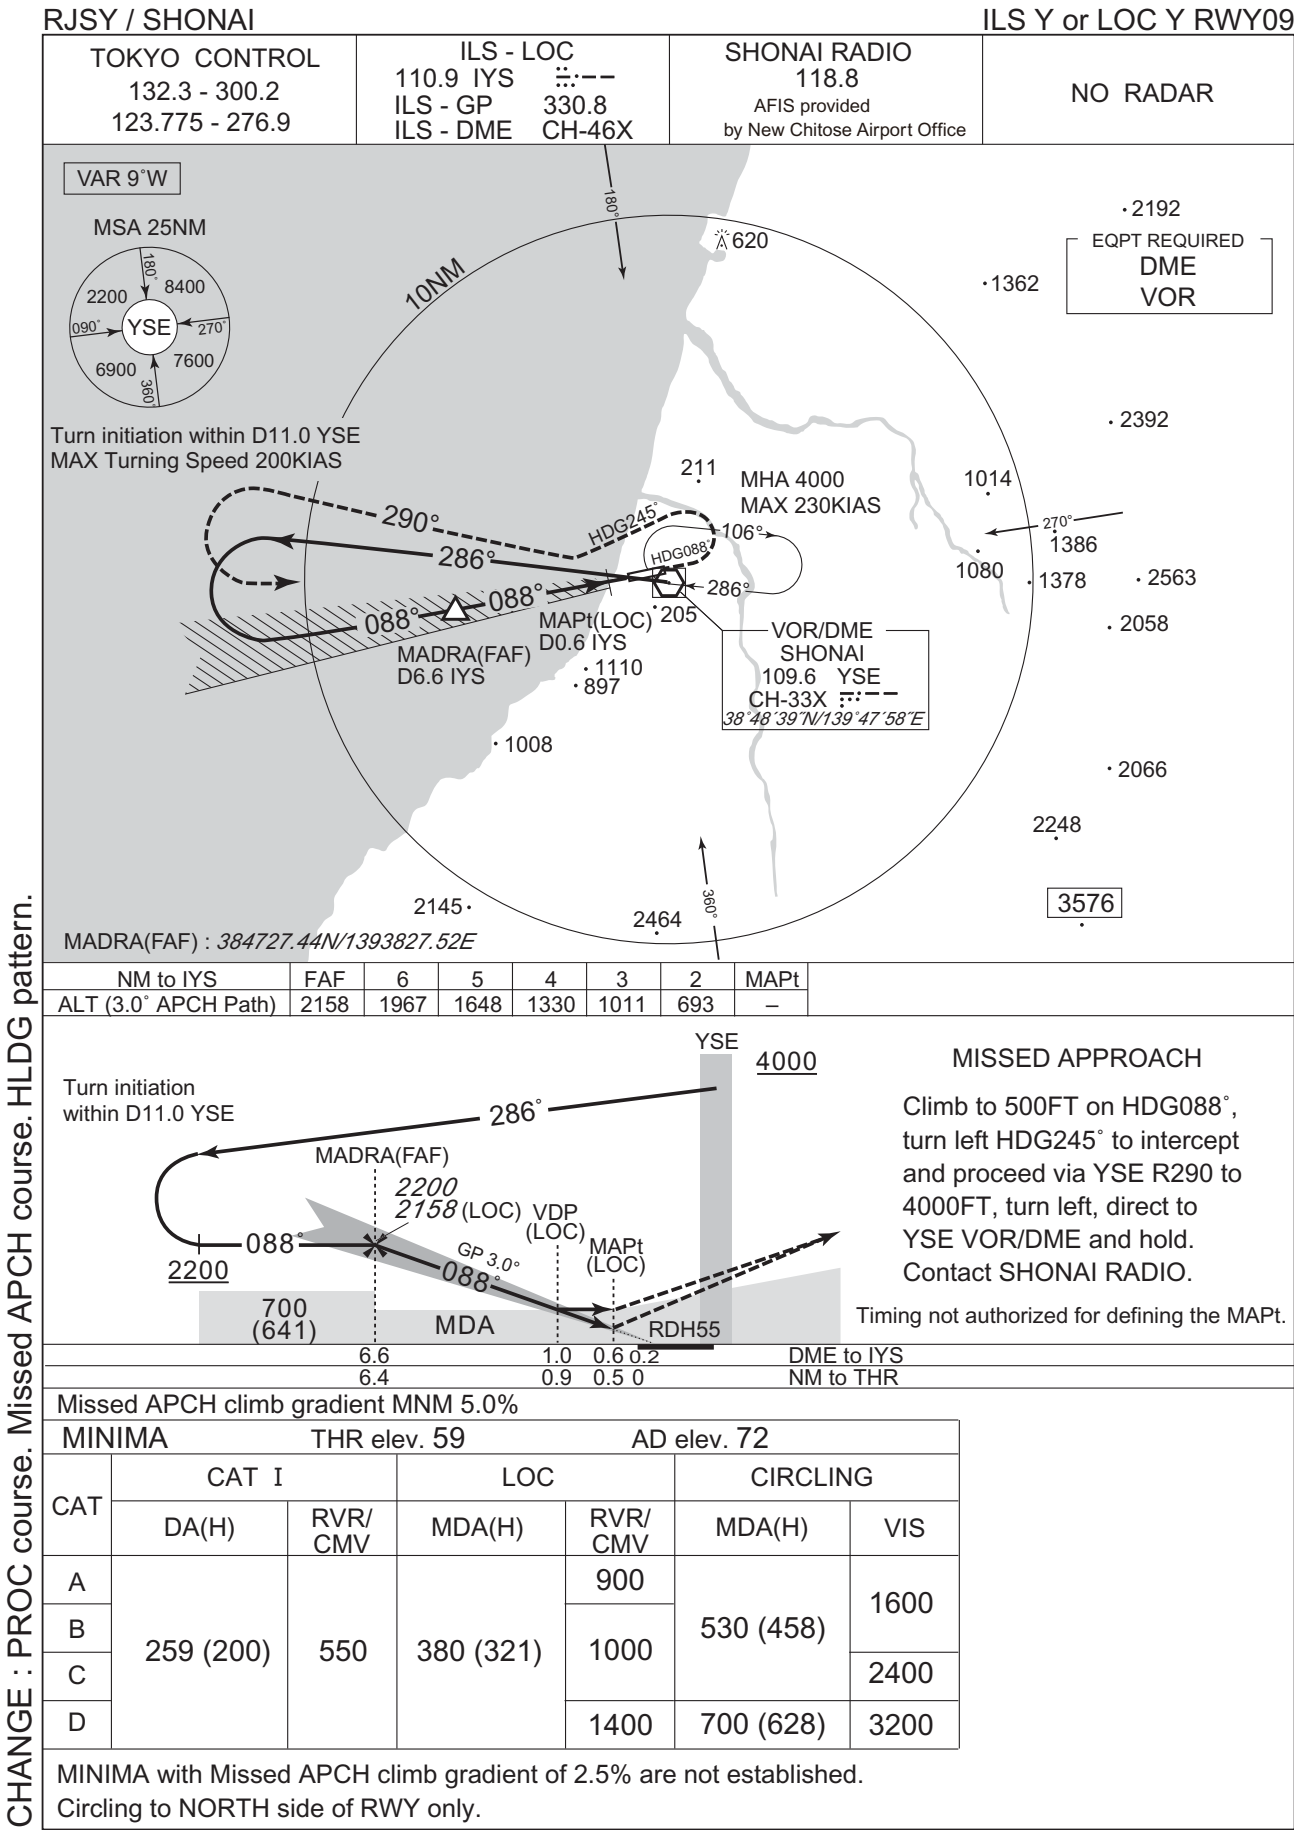 RJSY / SHONAI
ILS Y or LOC Y RWY09
TOKYO CONTROL
132.3 - 300.2
123.775 - 276.9
ILS - LOC
110.9 IYS
ILS - GP 330.8
ILS - DME CH-46X
SHONAI RADIO
118.8
AFIS provided
by New Chitose Airport Office
NO RADAR
VAR 9˚W
MSA 25NM
180˚
2200
8400
090˚
YSE
270˚
6900
7600
360˚
180˚
10NM
620
2192
EQPT REQUIRED
DME
VOR
1362
2392
Turn initiation within D11.0 YSE
MAX Turning Speed 200KIAS
211
MHA 4000
MAX 230KIAS
1014
290°
HDG245˚
106°
270°
1386
286°
HDG088˚
1080
1378
2563
286°
088°
088°
205
2058
MAPt(LOC)
D0.6 IYS
MADRA(FAF)
D6.6 IYS
1110
897
VOR/DME
SHONAI
109.6 YSE
CH-33X
38˚48´39˝N/139˚47´58˝E
1008
2066
2248
2145
2464
360˚
3576
MADRA(FAF) : 384727.44N/1393827.52E
NM to IYS FAF 6 5 4 3 2 MAPt
ALT (3.0˚ APCH Path) 2158 1967 1648 1330 1011 693 –
YSE
4000
Turn initiation
within D11.0 YSE
286˚
MADRA(FAF)
2200
2158 (LOC)
VDP
(LOC)
MAPt
(LOC)
088˚
GP 3.0˚
088˚
2200
700
(641)
MDA
RDH55
6.6 1.0 0.6 0.2 DME to IYS
6.4 0.9 0.5 0 NM to THR
MISSED APPROACH
Climb to 500FT on HDG088˚,
turn left HDG245˚ to intercept
and proceed via YSE R290 to
4000FT, turn left, direct to
YSE VOR/DME and hold.
Contact SHONAI RADIO.
Timing not authorized for defining the MAPt.
Missed APCH climb gradient MNM 5.0%
MINIMA THR elev. 59 AD elev. 72
CAT
CAT I
LOC
CIRCLING
DA(H)
RVR/
CMV
MDA(H)
RVR/
CMV
MDA(H)
VIS
A
B
C
D
259 (200)
550
380 (321)
900
1000
1400
530 (458)
700 (628)
1600
2400
3200
MINIMA with Missed APCH climb gradient of 2.5% are not established.
Circling to NORTH side of RWY only.
CHANGE : PROC course. Missed APCH course. HLDG pattern.